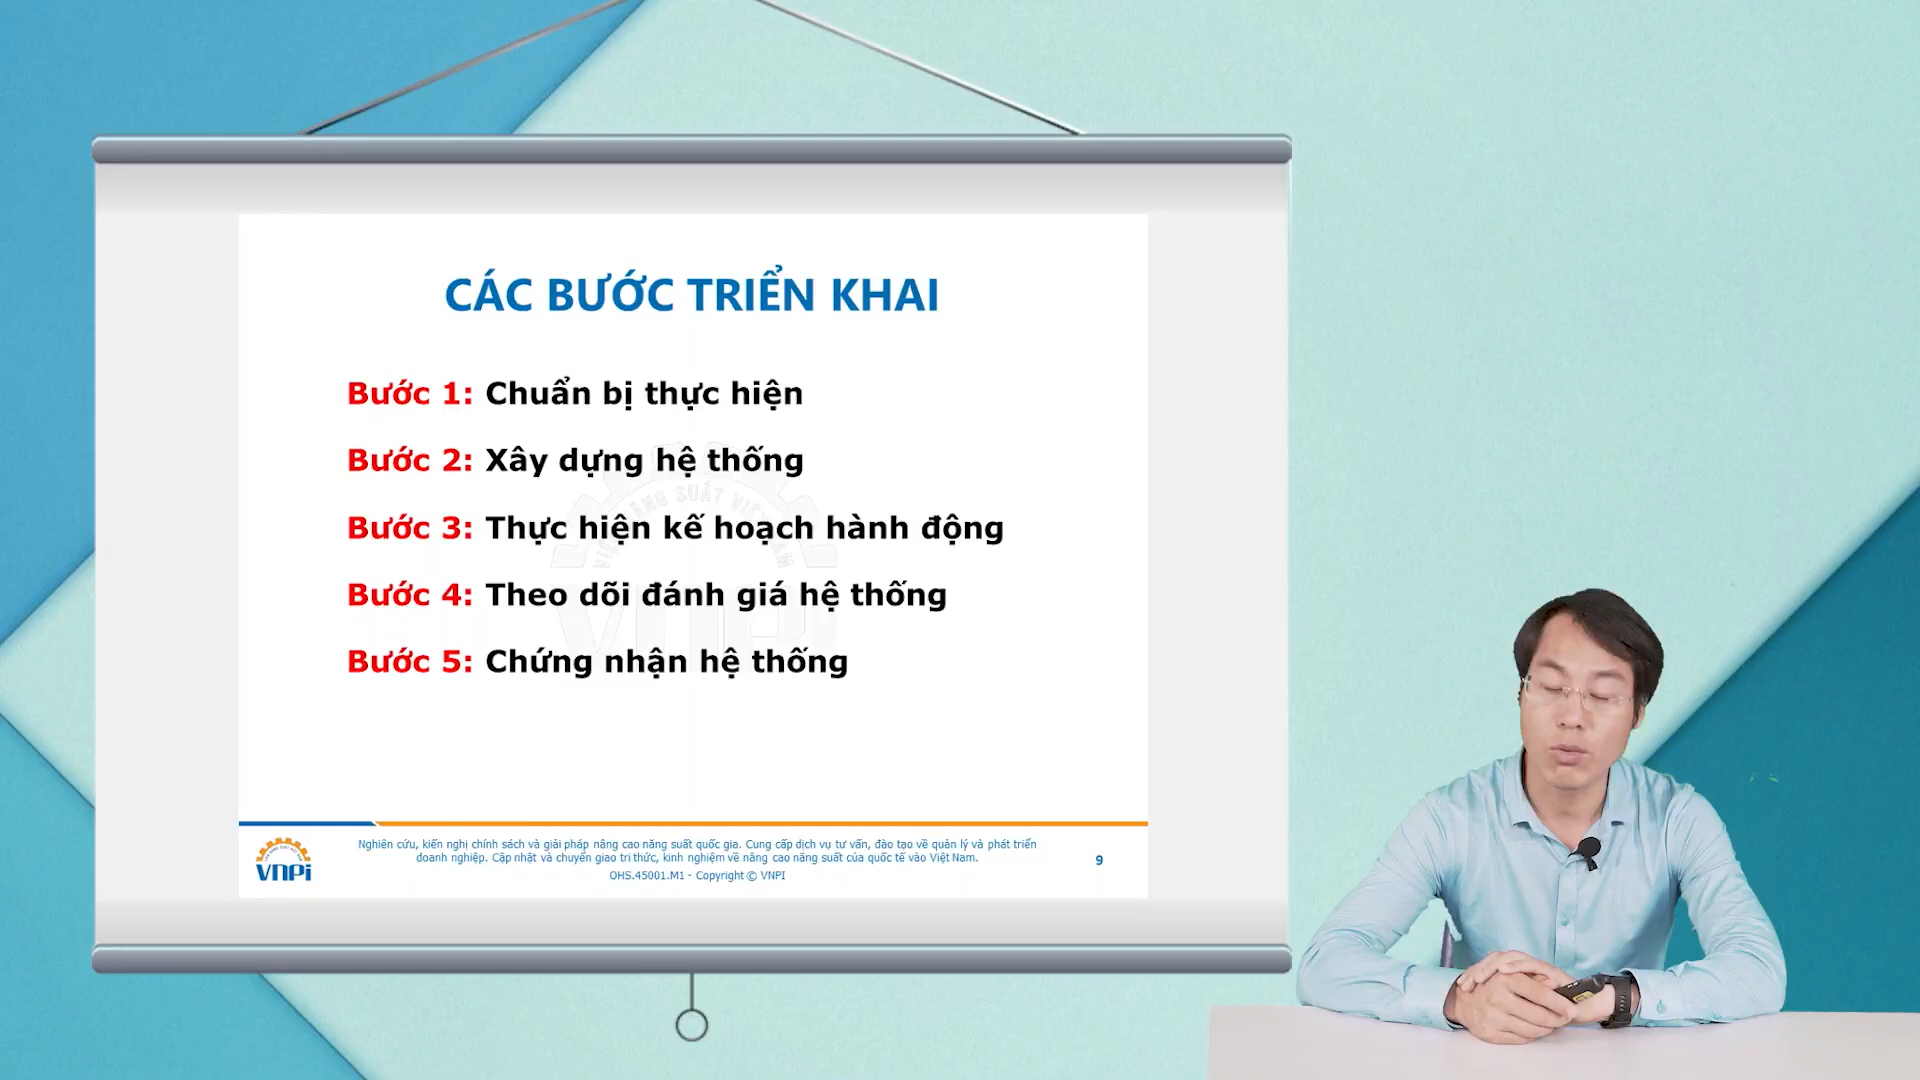 CÁC BƯỚC TRIỂN KHAI
Bước 1: Chuẩn bị thực hiện
Bước 2: Xây dựng hệ thống
Bước 3: Thực hiện kế hoạch hành động
Bước 4: Theo dõi đánh giá hệ thống
Bước 5: Chứng nhận hệ thống
VNPi
Nghiên cứu, kiến nghị chính sách và giải pháp nâng cao năng suất quốc gia. Cung cấp dịch vụ tư vấn, đào tạo về quản lý và phát triển
doanh nghiệp. Cập nhật và chuyển giao tri thức, kinh nghiệm về nâng cao năng suất của quốc tế vào Việt Nam.
OHS.45001.M1 - Copyright © VNPI
9